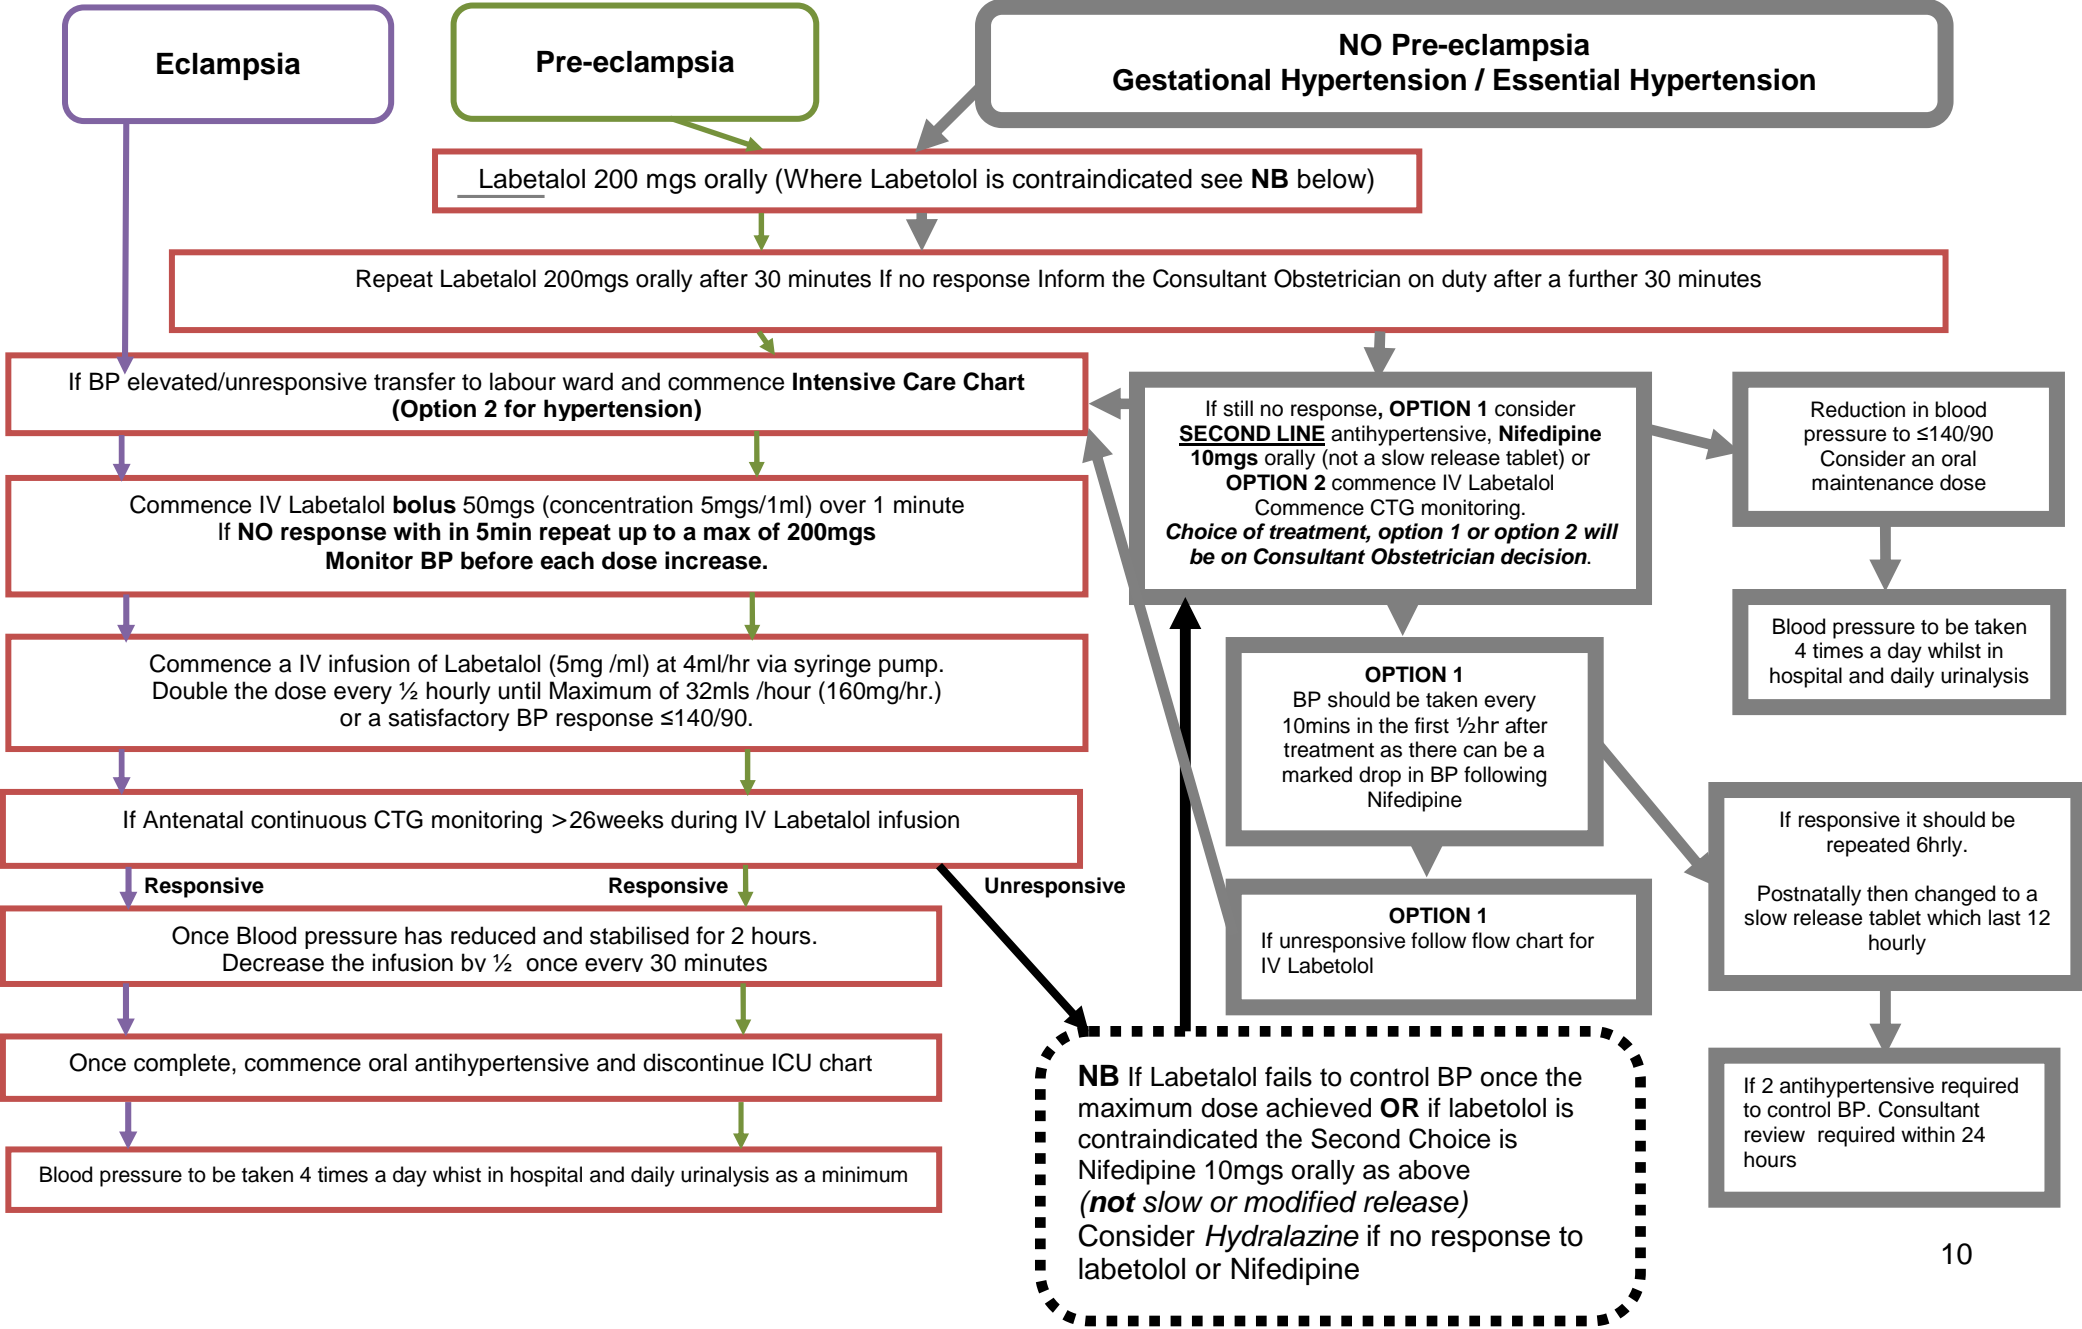 Eclampsia
Pre-eclampsia
NO Pre-eclampsia
Gestational Hypertension / Essential Hypertension
Labetalol 200 mgs orally (Where Labetolol is contraindicated see NB below)
Repeat Labetalol 200mgs orally after 30 minutes If no response Inform the Consultant Obstetrician on duty after a further 30 minutes
If BP elevated/unresponsive transfer to labour ward and commence Intensive Care Chart
(Option 2 for hypertension)
Commence IV Labetalol bolus 50mgs (concentration 5mgs/1ml) over 1 minute
If NO response with in 5min repeat up to a max of 200mgs
Monitor BP before each dose increase.
Commence a IV infusion of Labetalol (5mg /ml) at 4ml/hr via syringe pump.
Double the dose every ½ hourly until Maximum of 32mls /hour (160mg/hr.)
or a satisfactory BP response ≤140/90.
If Antenatal continuous CTG monitoring >26weeks during IV Labetalol infusion
Responsive
Responsive
Unresponsive
Once Blood pressure has reduced and stabilised for 2 hours.
Decrease the infusion by ½ once every 30 minutes
Once complete, commence oral antihypertensive and discontinue ICU chart
Blood pressure to be taken 4 times a day whist in hospital and daily urinalysis as a minimum
If still no response, OPTION 1 consider
SECOND LINE antihypertensive, Nifedipine
10mgs orally (not a slow release tablet) or
OPTION 2 commence IV Labetalol
Commence CTG monitoring.
Choice of treatment, option 1 or option 2 will
be on Consultant Obstetrician decision.
Reduction in blood
pressure to ≤140/90
Consider an oral
maintenance dose
Blood pressure to be taken
4 times a day whilst in
hospital and daily urinalysis
OPTION 1
BP should be taken every
10mins in the first ½hr after
treatment as there can be a
marked drop in BP following
Nifedipine
OPTION 1
If unresponsive follow flow chart for
IV Labetolol
If responsive it should be
repeated 6hrly.
Postnatally then changed to a
slow release tablet which last 12
hourly
If 2 antihypertensive required
to control BP. Consultant
review required within 24
hours
NB If Labetalol fails to control BP once the
maximum dose achieved OR if labetolol is
contraindicated the Second Choice is
Nifedipine 10mgs orally as above
(not slow or modified release)
Consider Hydralazine if no response to
labetolol or Nifedipine
10